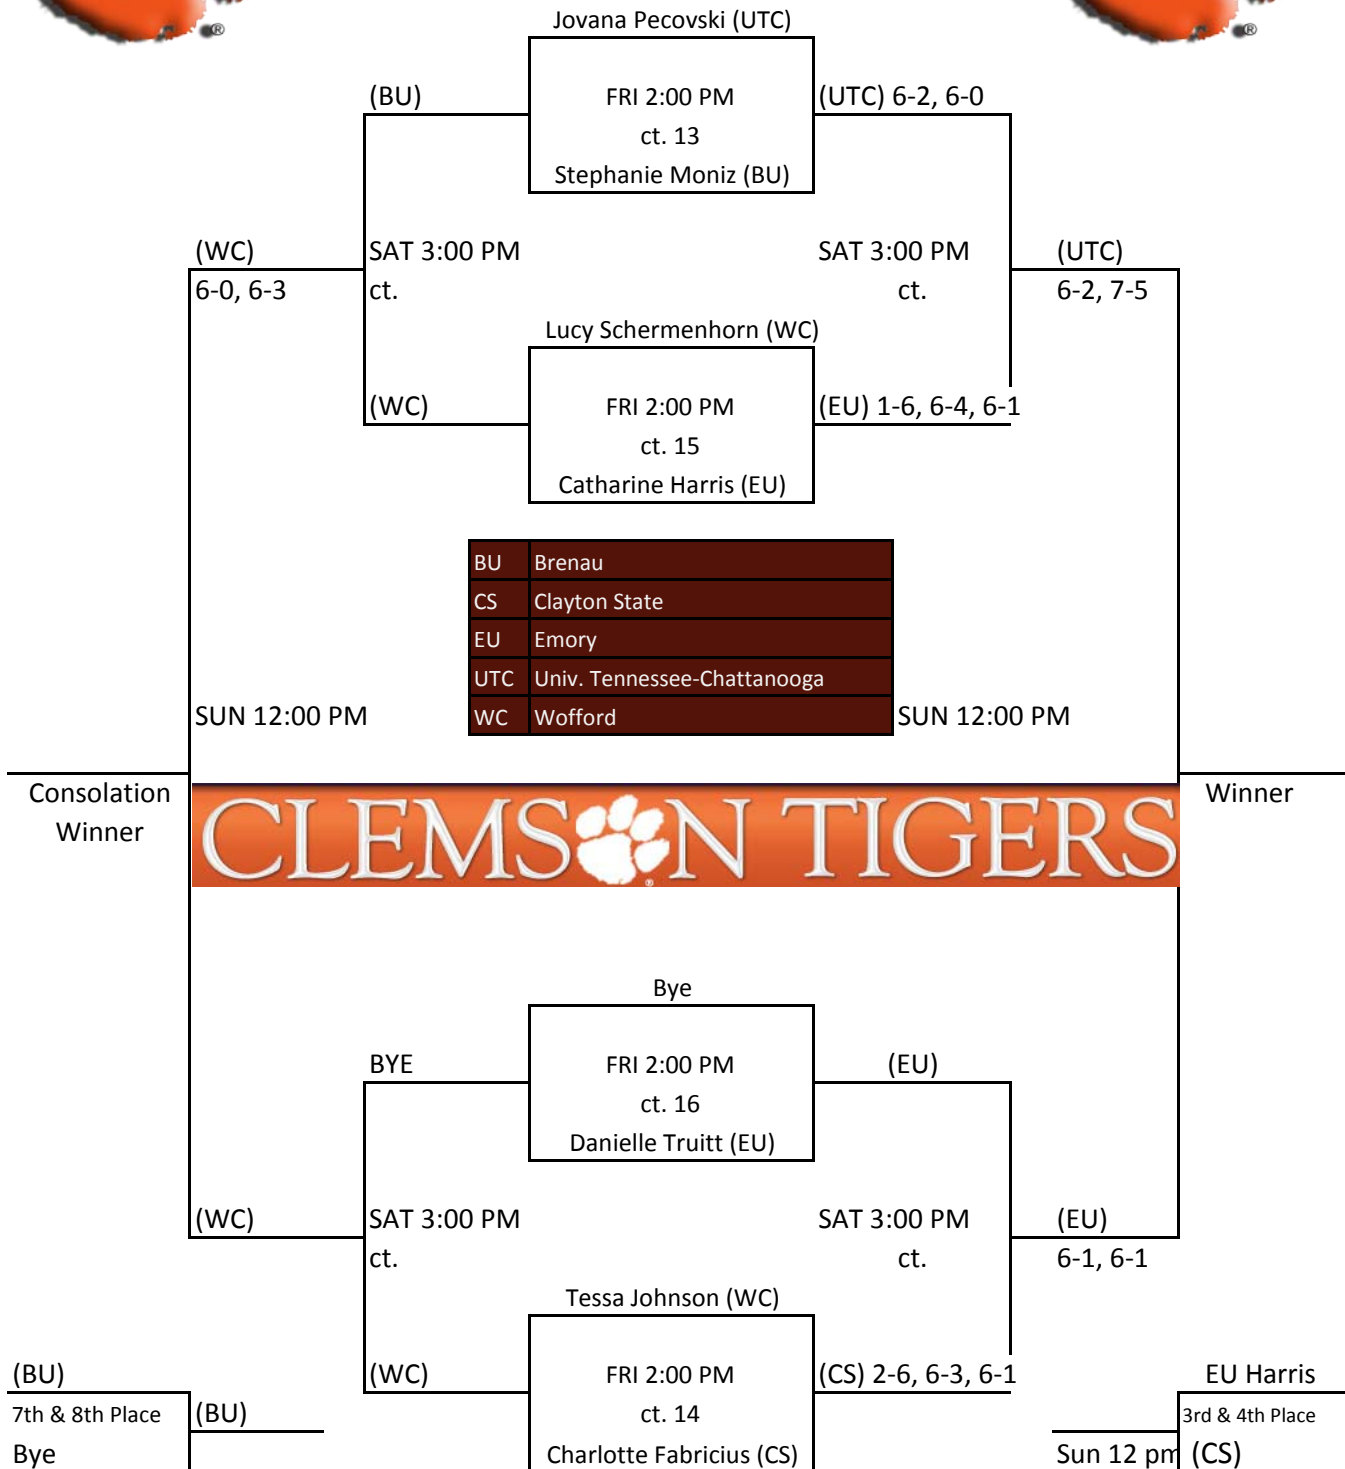 ® ®
Jovana Pecovski (UTC)
(BU) FRI 2:00 PM (UTC) 6-2, 6-0
ct. 13
Stephanie Moniz (BU)
(WC) SAT 3:00 PM SAT 3:00 PM (UTC)
6-0, 6-3 ct. ct. 6-2, 7-5
Lucy Schermenhorn (WC)
(WC) FRI 2:00 PM (EU) 1-6, 6-4, 6-1
ct. 15
Catharine Harris (EU)
BU Brenau
CS Clayton State
EU Emory
UTC Univ. Tennessee-Chattanooga
SUN 12:00 PM WC Wofford SUN 12:00 PM
Consolation Winner
Winner
CLEMSON TIGERS
®
Bye
BYE FRI 2:00 PM (EU)
ct. 16
Danielle Truitt (EU)
(WC) SAT 3:00 PM SAT 3:00 PM (EU)
ct. ct. 6-1, 6-1
Tessa Johnson (WC)
(BU) (WC) FRI 2:00 PM (CS) 2-6, 6-3, 6-1 EU Harris
7th & 8th Place (BU) ct. 14 3rd & 4th Place
Bye Charlotte Fabricius (CS) Sun 12 pm (CS)